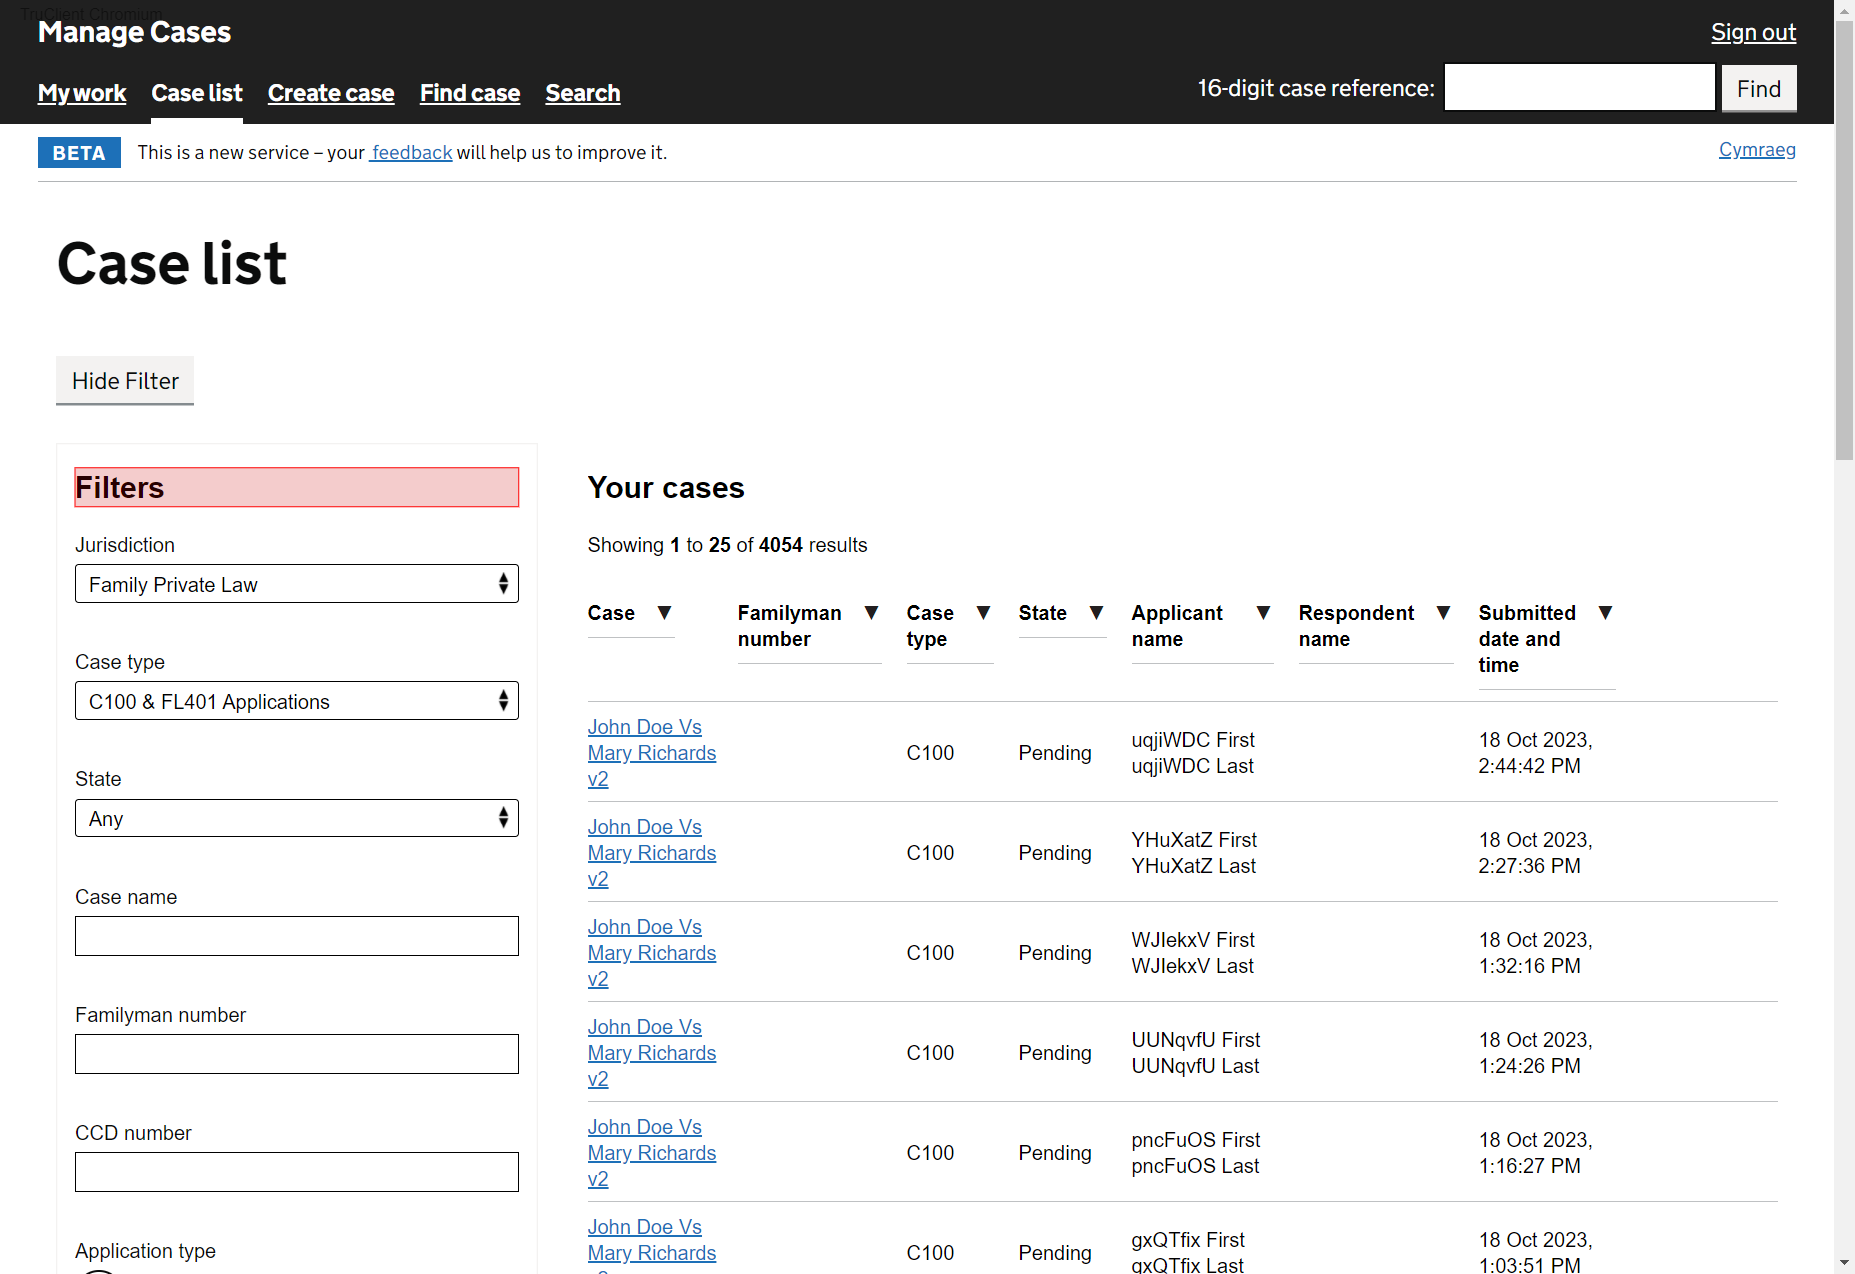 TruClient Chromium
Manage Cases
Sign out
My work Case list Create case Find case Search
16-digit case reference: Find
BETA This is a new service – your feedback will help us to improve it.
Cymraeg
Case list
Hide Filter
Filters
Jurisdiction
Family Private Law
Case type
C100 & FL401 Applications
State
Any
Case name
Familyman number
CCD number
Application type
Your cases
Showing 1 to 25 of 4054 results
Case ▼ Familyman ▼ Case ▼ State ▼ Applicant ▼ Respondent ▼ Submitted ▼
number type name name date and
time
John Doe Vs
Mary Richards
v2
C100
Pending
uqjiWDC First
uqjiWDC Last
18 Oct 2023,
2:44:42 PM
John Doe Vs
Mary Richards
v2
C100
Pending
YHuXatZ First
YHuXatZ Last
18 Oct 2023,
2:27:36 PM
John Doe Vs
Mary Richards
v2
C100
Pending
WJIekxV First
WJIekxV Last
18 Oct 2023,
1:32:16 PM
John Doe Vs
Mary Richards
v2
C100
Pending
UUNqvfU First
UUNqvfU Last
18 Oct 2023,
1:24:26 PM
John Doe Vs
Mary Richards
v2
C100
Pending
pncFuOS First
pncFuOS Last
18 Oct 2023,
1:16:27 PM
John Doe Vs
Mary Richards
C100
Pending
gxQTfix First
gxQTfix Last
18 Oct 2023,
1:03:51 PM